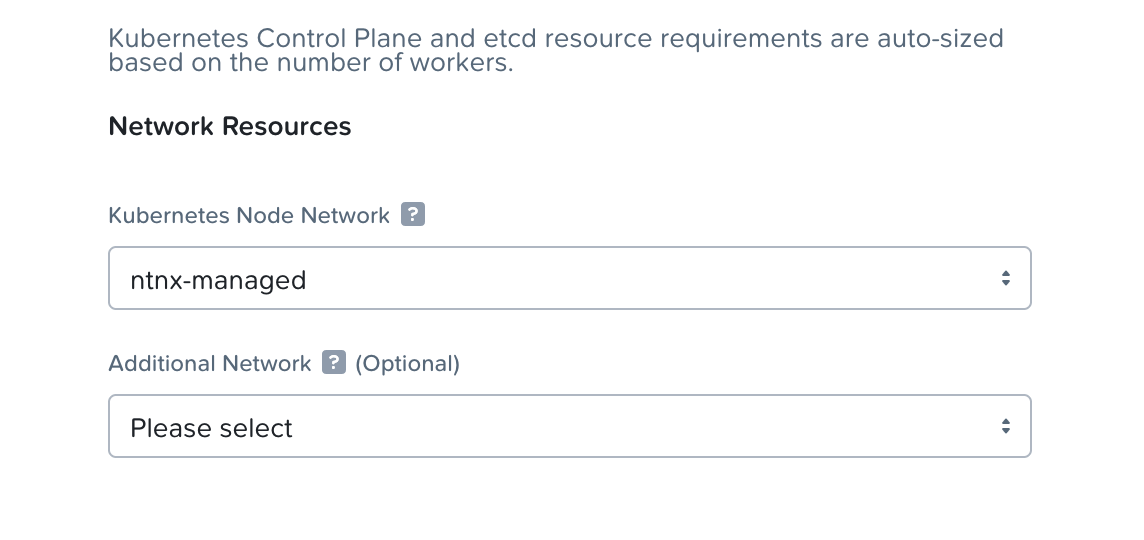 Kubernetes Control Plane and etcd resource requirements are auto-sized
based on the number of workers.
Network Resources
Kubernetes Node Network ?
ntnx-managed
Additional Network ? (Optional)
Please select